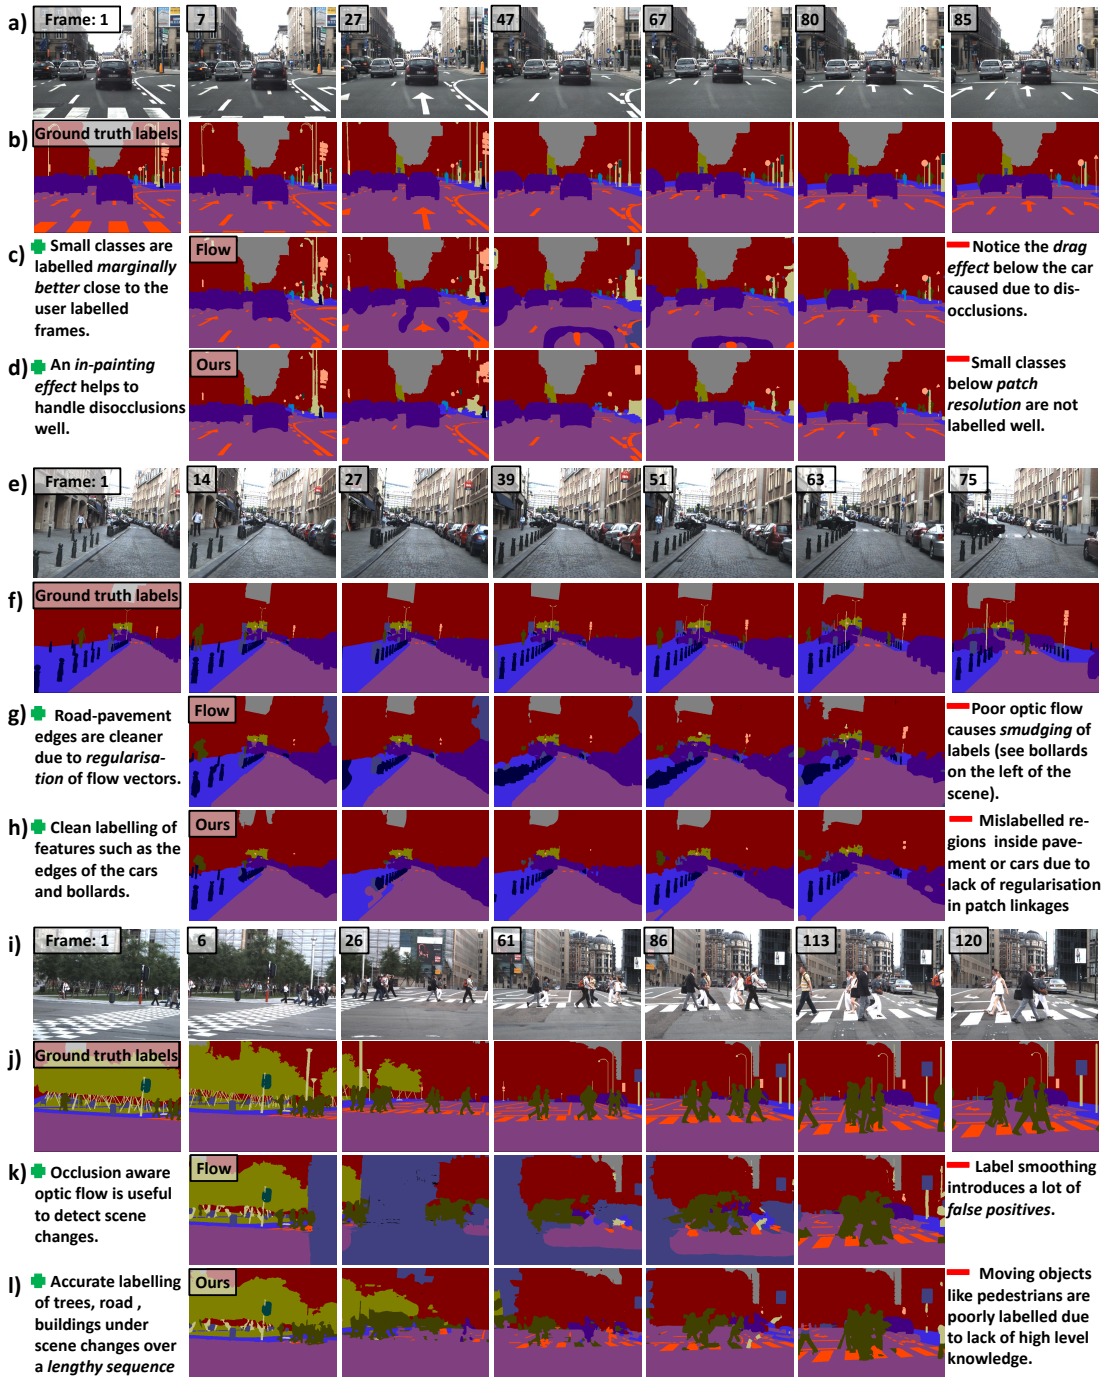 a) Frame: 1 7 27 47 67 80 85
b) Ground truth labels
c) Small classes are
labelled marginally
better close to the
user labelled
frames.
Flow
Notice the drag
effect below the car
caused due to dis-
occlusions.
d) An in-painting
effect helps to
handle disocclusions
well.
Ours
Small classes
below patch
resolution are not
labelled well.
e) Frame: 1 14 27 39 51 63 75
f) Ground truth labels
g) Road-pavement
edges are cleaner
due to regularisa-
tion of flow vectors.
Flow
Poor optic flow
causes smudging of
labels (see bollards
on the left of the
scene).
h) Clean labelling of
features such as the
edges of the cars
and bollards.
Ours
Mislabelled re-
gions inside pave-
ment or cars due to
lack of regularisation
in patch linkages
i) Frame: 1 6 26 61 86 113 120
j) Ground truth labels
k) Occlusion aware
optic flow is useful
to detect scene
changes.
Flow
Label smoothing
introduces a lot of
false positives.
l) Accurate labelling
of trees, road ,
buildings under
scene changes over
a lengthy sequence
Ours
Moving objects
like pedestrians are
poorly labelled due
to lack of high level
knowledge.